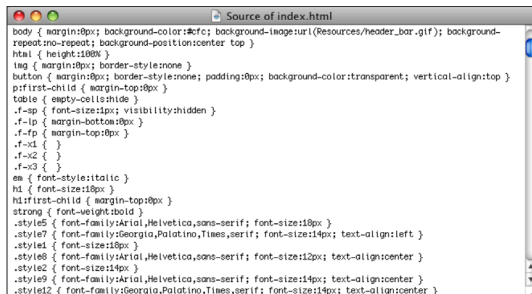 Source of index.html
body { margin:0px; background-color:#cfc; background-image:url(Resources/header_bar.gif); background-
repeat:no-repeat; background-position:center top }
html { height:100% }
img { margin:0px; border-style:none }
button { margin:0px; border-style:none; padding:0px; background-color:transparent; vertical-align:top }
p:first-child { margin-top:0px }
table { empty-cells:hide }
.f-sp { font-size:1px; visibility:hidden }
.f-lp { margin-bottom:0px }
.f-fp { margin-top:0px }
.f-x1 {  }
.f-x2 {  }
.f-x3 {  }
em { font-style:italic }
h1 { font-size:18px }
h1:first-child { margin-top:0px }
strong { font-weight:bold }
.style5 { font-family:Arial,Helvetica,sans-serif; font-size:18px }
.style7 { font-family:Georgia,Palatino,Times,serif; font-size:14px; text-align:left }
.style1 { font-size:18px }
.style8 { font-family:Arial,Helvetica,sans-serif; font-size:12px; text-align:center }
.style2 { font-size:14px }
.style9 { font-family:Arial,Helvetica,sans-serif; font-size:14px; text-align:center }
.style12 { font-family:Georgia,Palatino,Times,serif; font-size:14px; text-align:center }